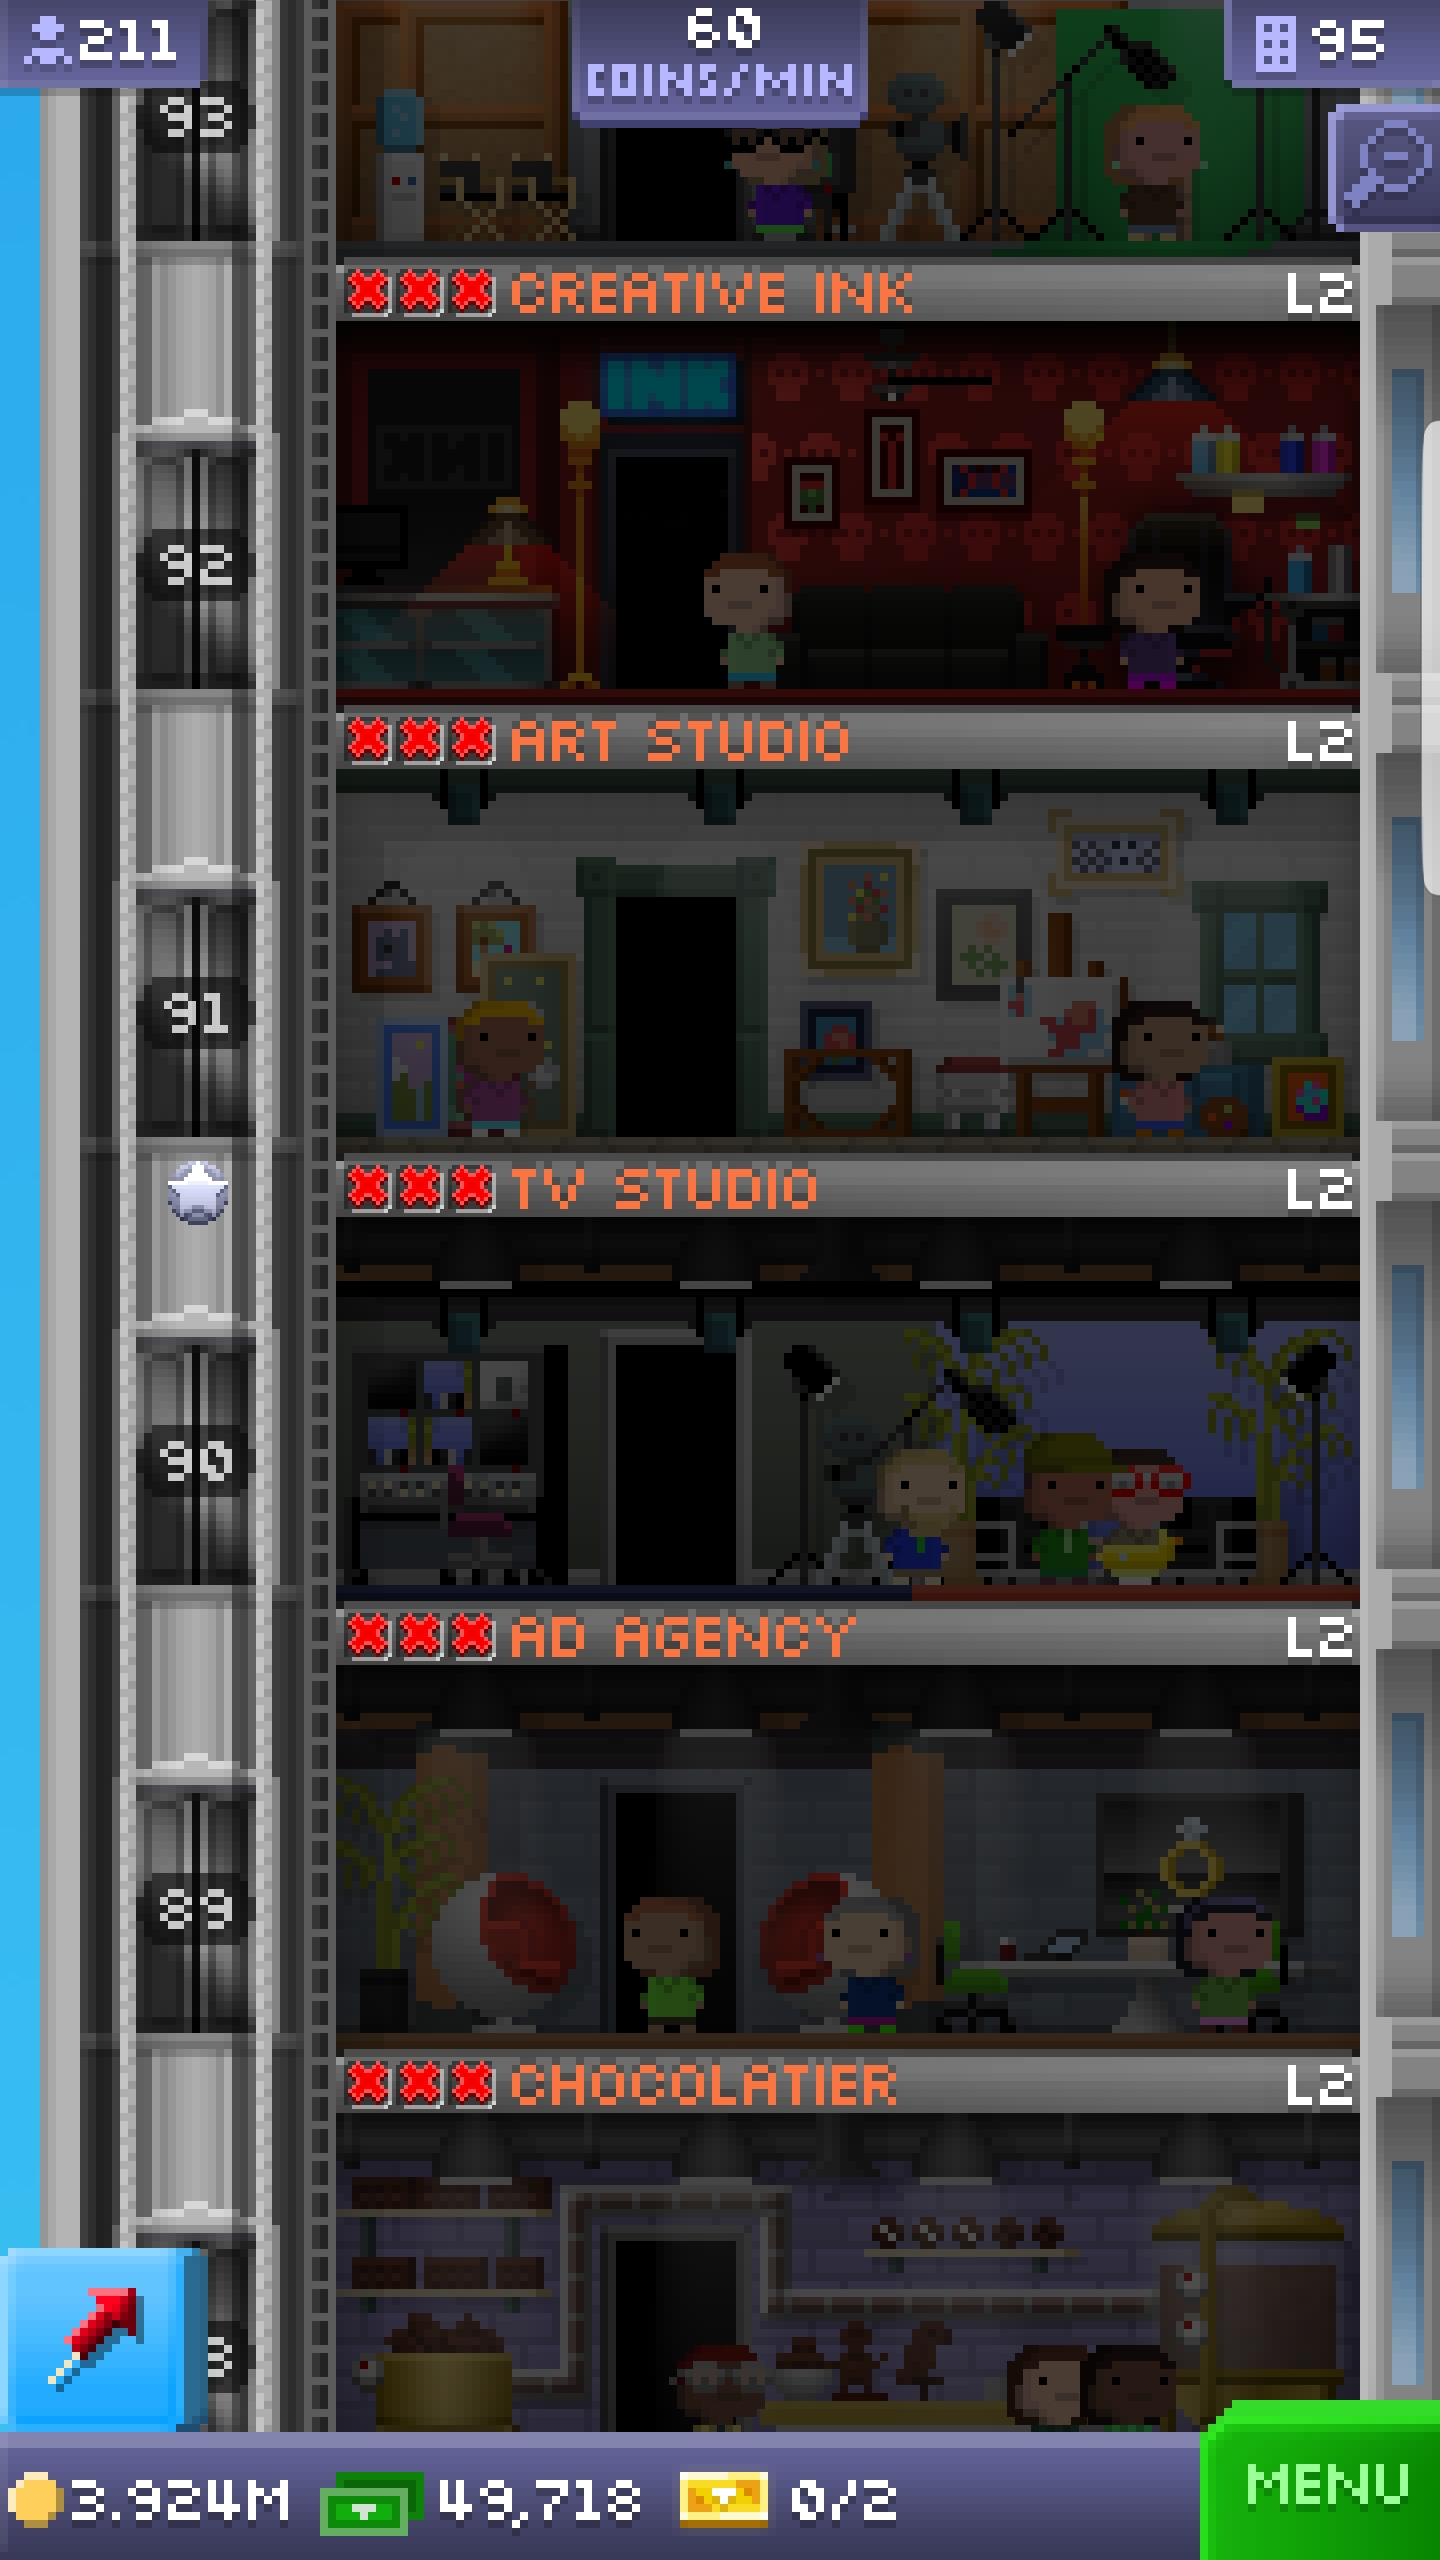 211
60
COINS/MIN
95
93
CREATIVE INK L2
INK
92
ART STUDIO L2
91
TV STUDIO L2
90
AD AGENCY L2
89
CHOCOLATIER L2
8
3.924M 49,718 0/2
MENU